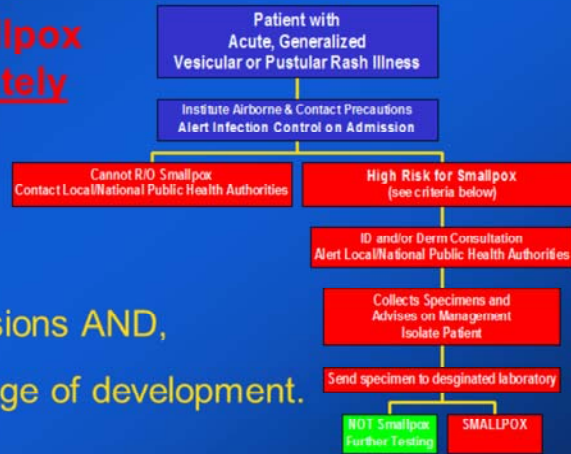 llpox
tely
Patient with
Acute, Generalized
Vesicular or Pustular Rash Illness
Institute Airborne & Contact Precautions
Alert Infection Control on Admission
Cannot R/O Smallpox
Contact Local/National Public Health Authorities
High Risk for Smallpox
(see criteria below)
ID and/or Derm Consultation
Alert Local/National Public Health Authorities
Collects Specimens and
Advises on Management
Isolate Patient
sions AND,
ge of development.
Send specimen to desginated laboratory
NOT Smallpox
Further Testing
SMALLPOX